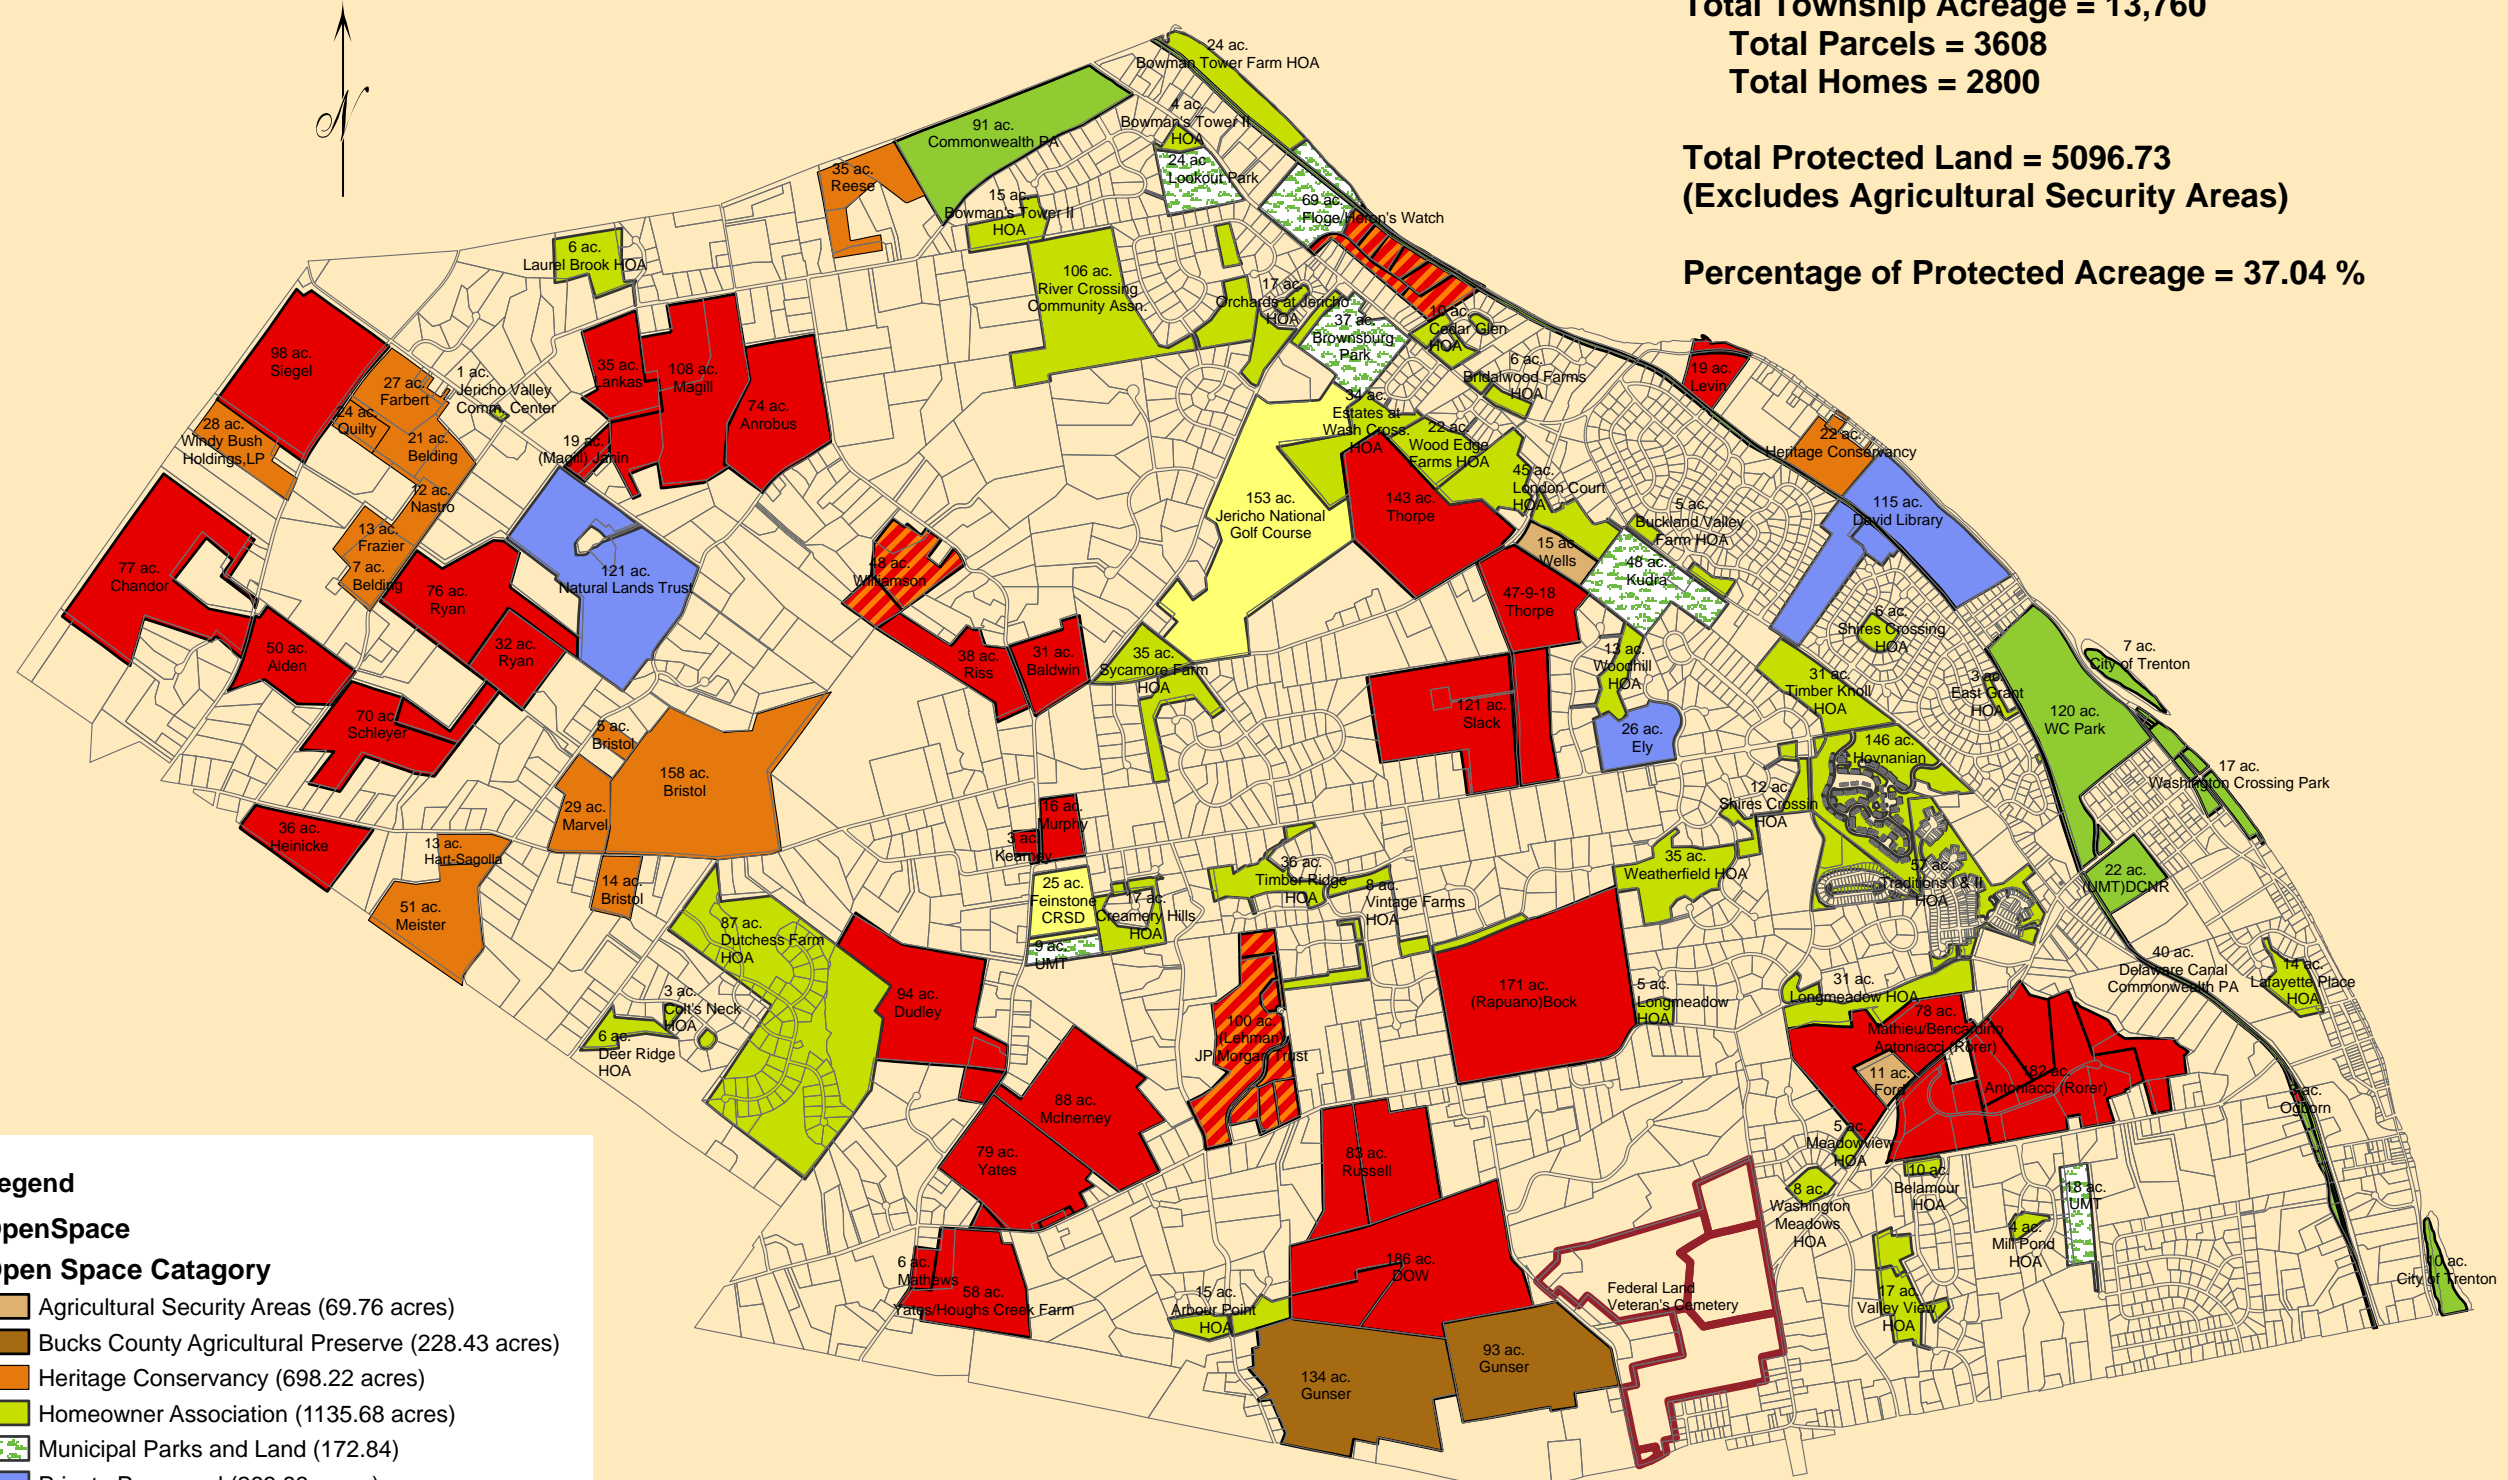 Total Township Acreage = 13,760
Total Parcels = 3608
Total Homes = 2800
Total Protected Land = 5096.73
(Excludes Agricultural Security Areas)
Percentage of Protected Acreage = 37.04 %
24 ac.
Bowman Tower Farm HOA
4 ac.
Bowman's Tower II
HOA
24 ac.
Lookout Park
91 ac.
Commonwealth PA
35 ac.
Reese
15 ac.
Bowman's Tower II
HOA
69 ac.
Floge/Heron's Watch
6 ac.
Laurel Brook HOA
106 ac.
River Crossing
Community Assn.
17 ac.
Orchards at Jericho
HOA
37 ac.
Brownsburg
Park
10 ac.
Cedar Glen
HOA
6 ac.
Bridalwood Farms
HOA
19 ac.
Levin
98 ac.
Siegel
27 ac.
Farbert
24 ac.
Quilty
1 ac.
Jericho Valley
Comm. Center
35 ac.
Lankas
108 ac.
Magill
74 ac.
Anrobus
28 ac.
Windy Bush
Holdings,LP
21 ac.
Belding
19 ac.
(Magill) Janin
34 ac.
Estates at
Wash Cross.
HOA
22 ac.
Wood Edge
Farms HOA
45 ac.
London Court
HOA
22 ac.
Heritage Conservancy
12 ac.
Nastro
153 ac.
Jericho National
Golf Course
143 ac.
Thorpe
5 ac.
Buckland Valley
Farm HOA
115 ac.
David Library
13 ac.
Frazier
7 ac.
Belding
77 ac.
Chandor
76 ac.
Ryan
121 ac.
Natural Lands Trust
48 ac.
Williamson
15 ac.
Wells
48 ac.
Kudra
47-9-18
Thorpe
6 ac.
Shires Crossing
HOA
50 ac.
Alden
32 ac.
Ryan
38 ac.
Riss
31 ac.
Baldwin
35 ac.
Sycamore Farm
HOA
13 ac.
Woodhill
HOA
31 ac.
Timber Knoll
HOA
3 ac.
East Grant
HOA
7 ac.
City of Trenton
70 ac.
Schleyer
5 ac.
Bristol
121 ac.
Slack
26 ac.
Ely
120 ac.
WC Park
146 ac.
Hovnanian
17 ac.
Washington Crossing Park
158 ac.
Bristol
29 ac.
Marvel
12 ac.
Shires Crossin
HOA
36 ac.
Heinicke
13 ac.
Hart-Sagolla
16 ac.
Murphy
3 ac.
Kearney
14 ac.
Bristol
51 ac.
Meister
25 ac.
Feinstone
CRSD
17 ac.
Creamery Hills
HOA
9 ac.
UMT
36 ac.
Timber Ridge
HOA
8 ac.
Vintage Farms
HOA
35 ac.
Weatherfield HOA
57 ac.
Traditions I & II
HOA
22 ac.
(UMT)DCNR
87 ac.
Dutchess Farm
HOA
40 ac.
Delaware Canal
Commonwealth PA
14 ac.
Lafayette Place
HOA
94 ac.
Dudley
171 ac.
(Rapuano)Bock
5 ac.
Longmeadow
HOA
31 ac.
Longmeadow HOA
3 ac.
Colt's Neck
HOA
6 ac.
Deer Ridge
HOA
100 ac.
(Lehman)
JP Morgan Trust
78 ac.
Mathieu/Bencardino
Antoniacci (Rorer)
11 ac.
Ford
182 ac.
Antoniacci (Rorer)
ac.
Ogborn
88 ac.
McInerney
79 ac.
Yates
83 ac.
Russell
5 ac.
Meadowview
HOA
8 ac.
Washington
Meadows
HOA
10 ac.
Belamour
HOA
18 ac.
UMT
4 ac.
Mill Pond
HOA
6 ac.
Mathews
58 ac.
Yates/Houghs Creek Farm
186 ac.
DOW
15 ac.
Arbour Point
HOA
Federal Land
Veteran's Cemetery
17 ac.
Valley View
HOA
10 ac.
City of Trenton
134 ac.
Gunser
93 ac.
Gunser
egend
penSpace
pen Space Catagory
Agricultural Security Areas (69.76 acres)
Bucks County Agricultural Preserve (228.43 acres)
Heritage Conservancy (698.22 acres)
Homeowner Association (1135.68 acres)
Municipal Parks and Land (172.84)